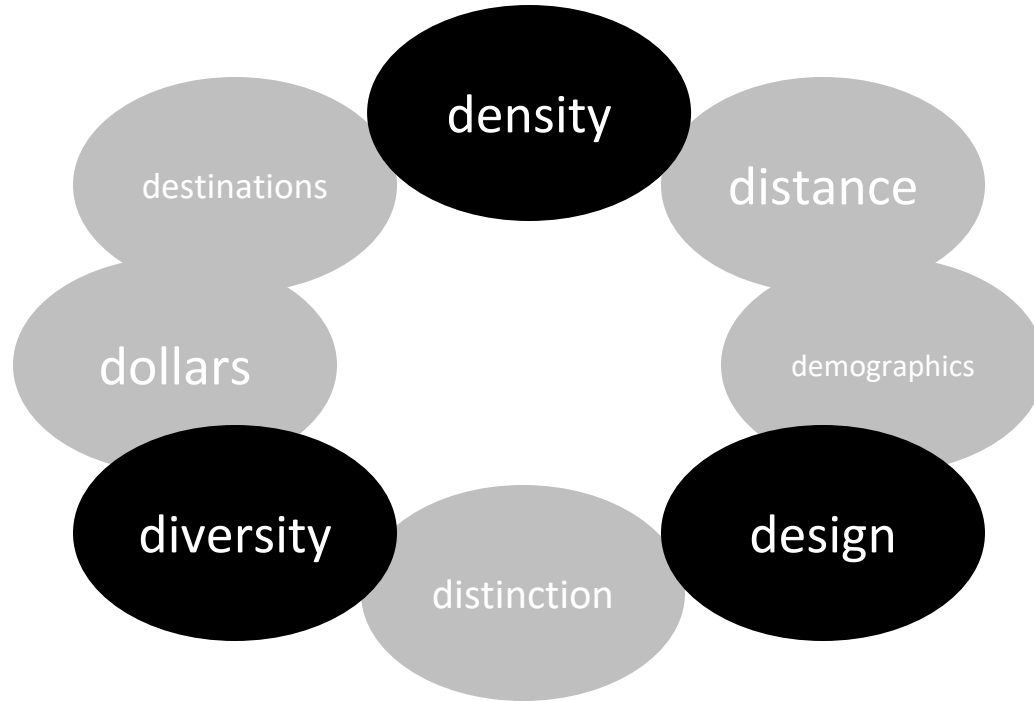 density
destinations
distance
dollars
demographics
diversity
design
distinction